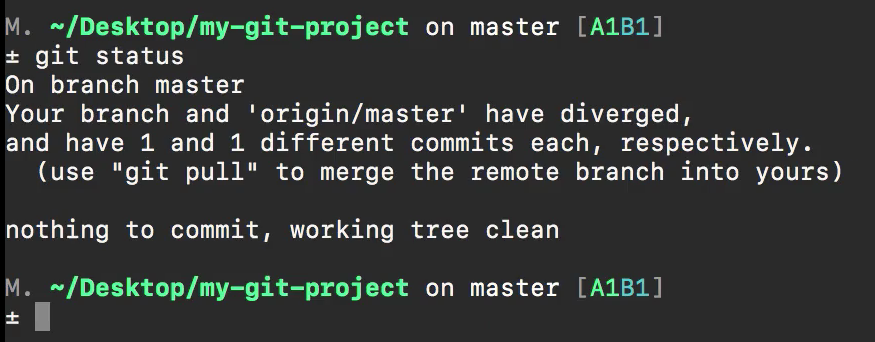 M. ~/Desktop/my-git-project on master [A1B1]
± git status
On branch master
Your branch and 'origin/master' have diverged,
and have 1 and 1 different commits each, respectively.
  (use "git pull" to merge the remote branch into yours)
nothing to commit, working tree clean
M. ~/Desktop/my-git-project on master [A1B1]
±